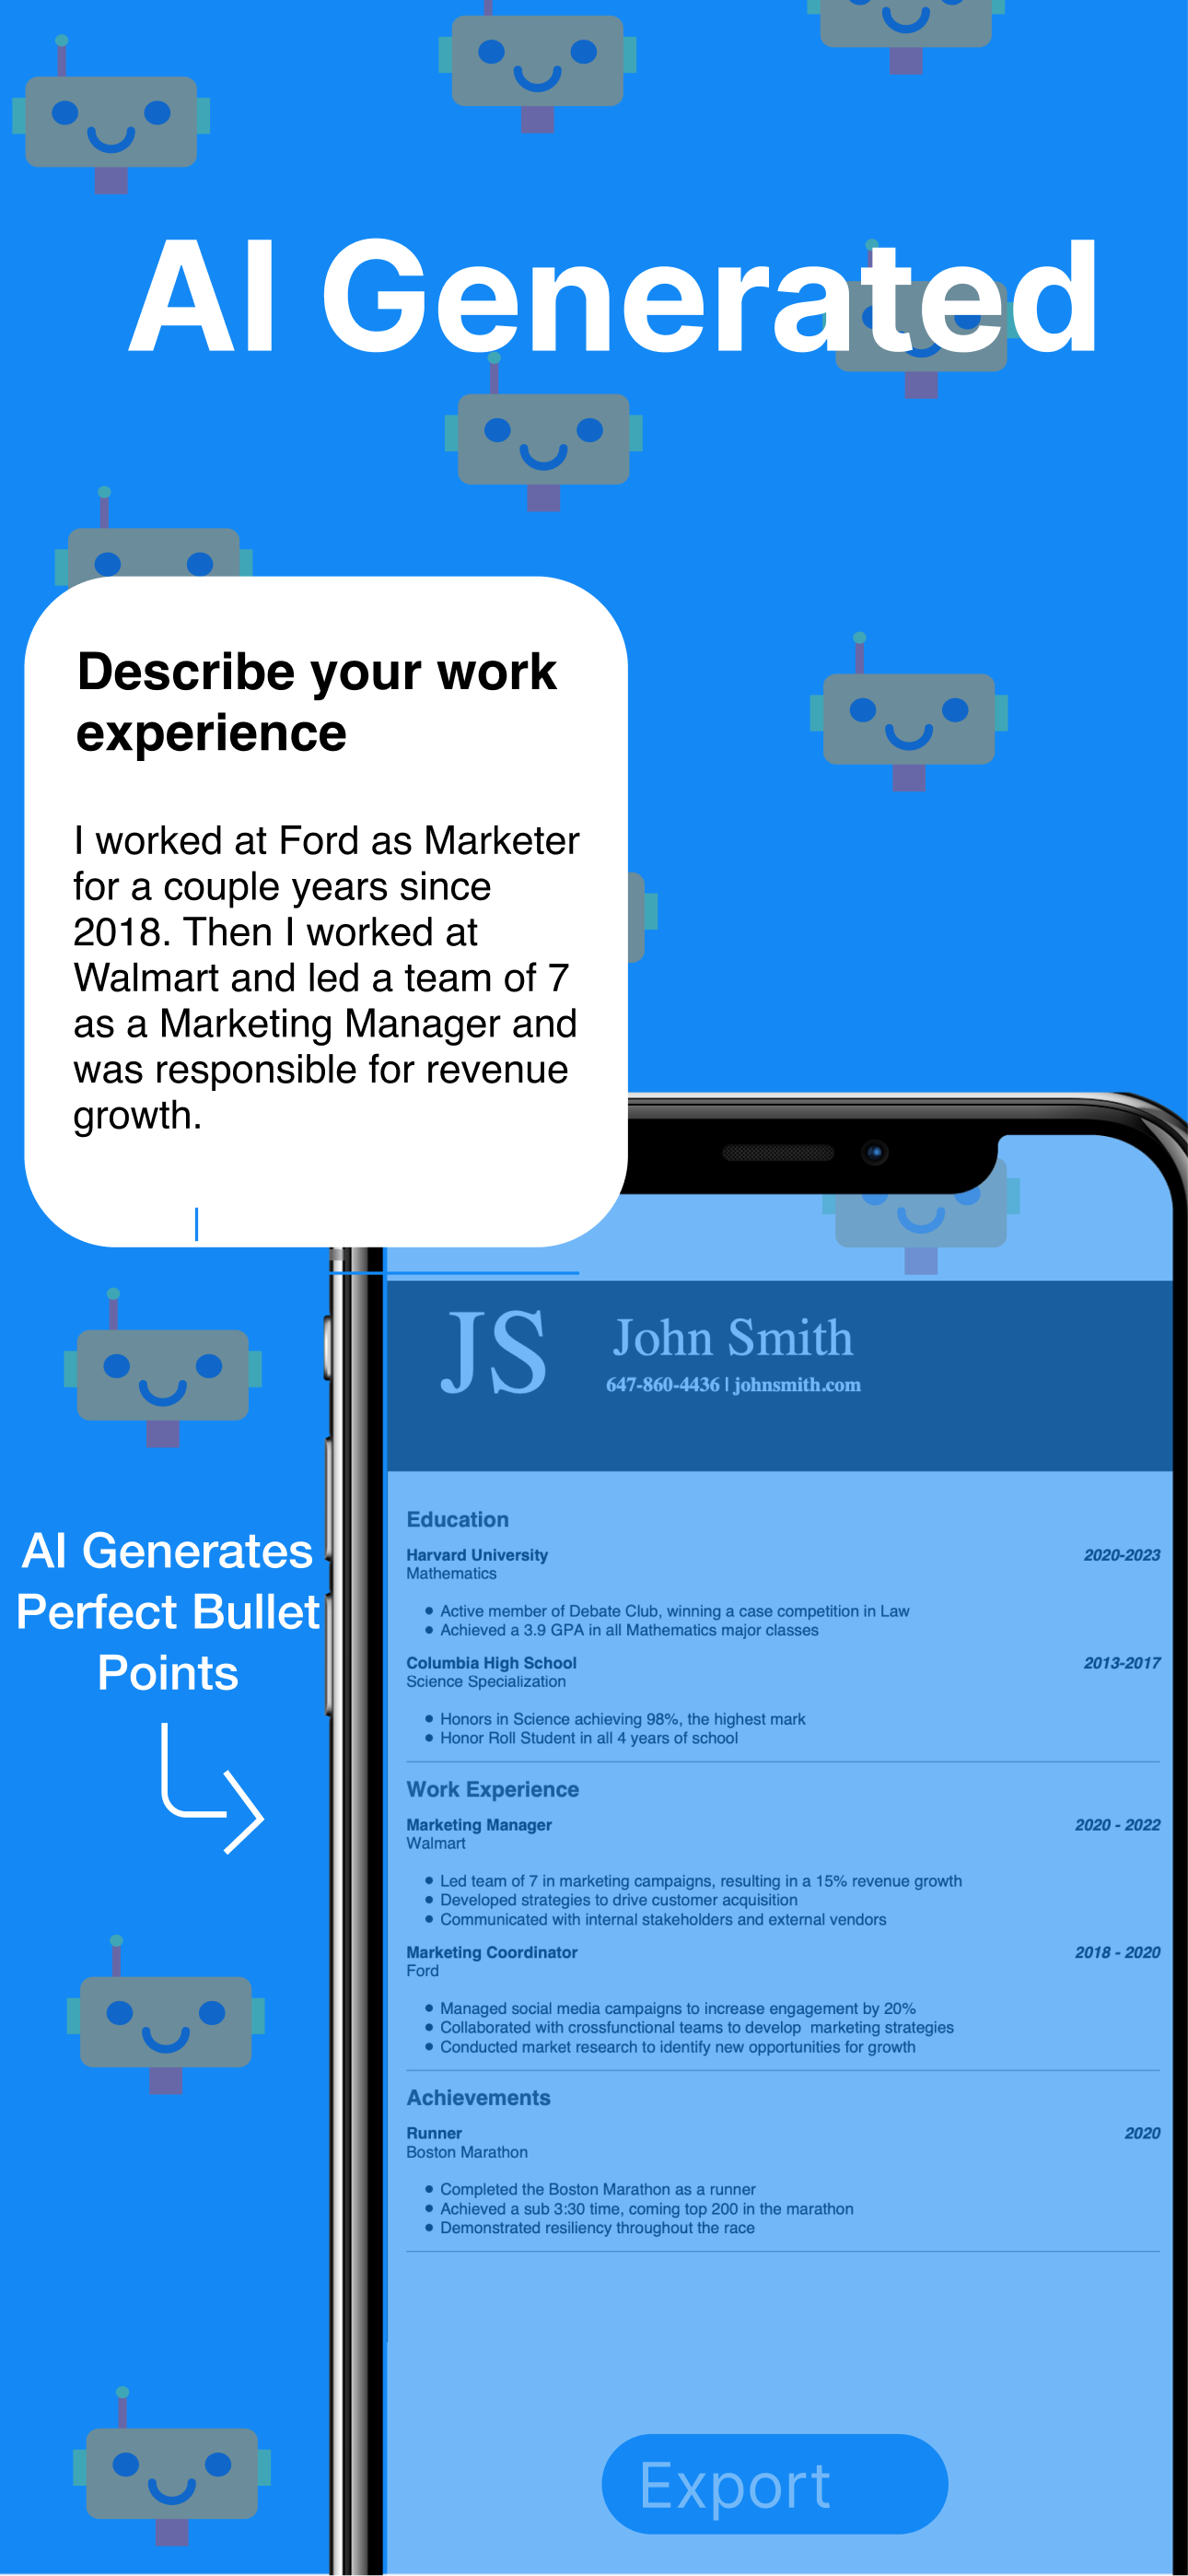 AI Generated
Describe your work
experience
I worked at Ford as Marketer
for a couple years since
2018. Then I worked at
Walmart and led a team of 7
as a Marketing Manager and
was responsible for revenue
growth.
JS
John Smith
647-860-4436 | johnsmith.com
AI Generates
Perfect Bullet
Points
Education
Harvard University 2020-2023
Mathematics
• Active member of Debate Club, winning a case competition in Law
• Achieved a 3.9 GPA in all Mathematics major classes
Columbia High School 2013-2017
Science Specialization
• Honors in Science achieving 98%, the highest mark
• Honor Roll Student in all 4 years of school
Work Experience
Marketing Manager 2020 - 2022
Walmart
• Led team of 7 in marketing campaigns, resulting in a 15% revenue growth
• Developed strategies to drive customer acquisition
• Communicated with internal stakeholders and external vendors
Marketing Coordinator 2018 - 2020
Ford
• Managed social media campaigns to increase engagement by 20%
• Collaborated with crossfunctional teams to develop  marketing strategies
• Conducted market research to identify new opportunities for growth
Achievements
Runner 2020
Boston Marathon
• Completed the Boston Marathon as a runner
• Achieved a sub 3:30 time, coming top 200 in the marathon
• Demonstrated resiliency throughout the race
Export